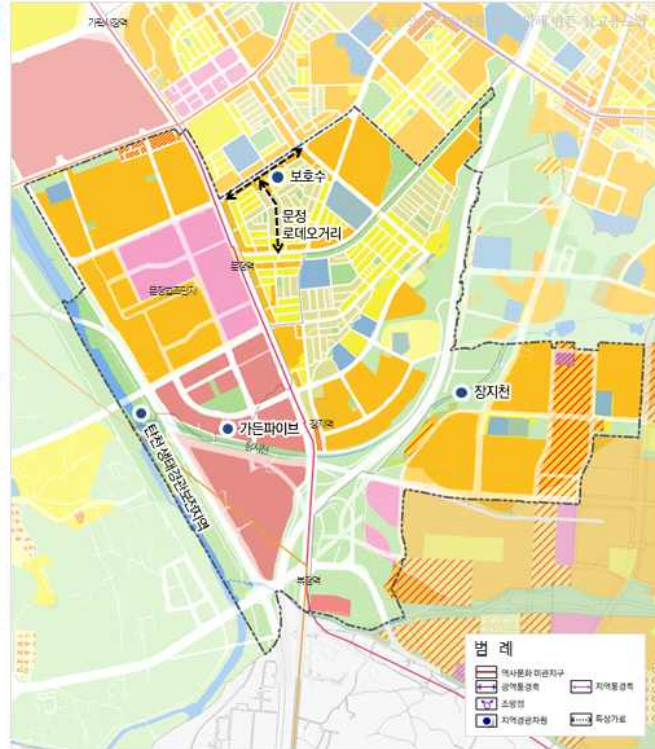 가락시장역
보호수
문정
로데오거리
문정역
문정법조단지
장지천
가든파이브
장지역
장지천
탄천생태경관보전지역
복정역
범 례
역사문화 미관지구
광역통경축
지역통경축
조망점
지역경관자원
특성가로